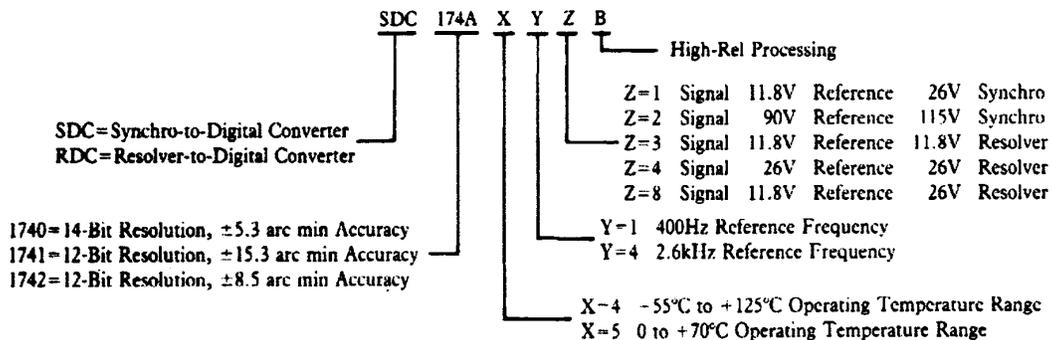 SDC 174A X Y Z B
High-Rel Processing
Z=1 Signal 11.8V Reference 26V Synchro
Z=2 Signal 90V Reference 115V Synchro
Z=3 Signal 11.8V Reference 11.8V Resolver
Z=4 Signal 26V Reference 26V Resolver
Z=8 Signal 11.8V Reference 26V Resolver
SDC=Synchro-to-Digital Converter
RDC=Resolver-to-Digital Converter
Y=1 400Hz Reference Frequency
Y=4 2.6kHz Reference Frequency
1740=14-Bit Resolution, ±5.3 arc min Accuracy
1741=12-Bit Resolution, ±15.3 arc min Accuracy
1742=12-Bit Resolution, ±8.5 arc min Accuracy
X=4 -55°C to +125°C Operating Temperature Range
X=5 0 to +70°C Operating Temperature Range